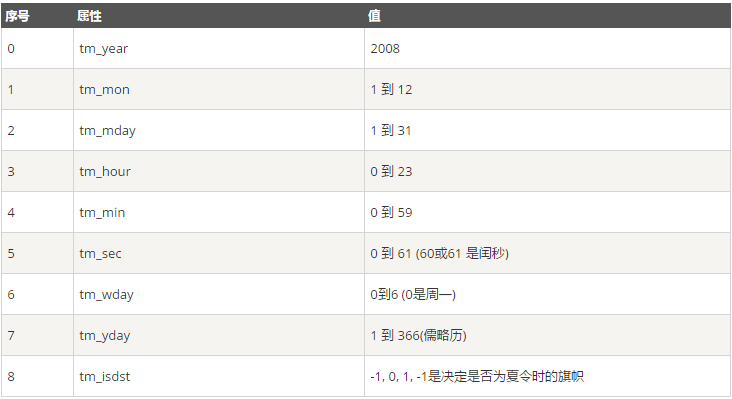 序号 属性 值
0 tm_year 2008
1 tm_mon 1 到 12
2 tm_mday 1 到 31
3 tm_hour 0 到 23
4 tm_min 0 到 59
5 tm_sec 0 到 61 (60或61 是闰秒)
6 tm_wday 0到6 (0是周一)
7 tm_yday 1 到 366(儒略历)
8 tm_isdst -1, 0, 1, -1是决定是否为夏令时的旗帜